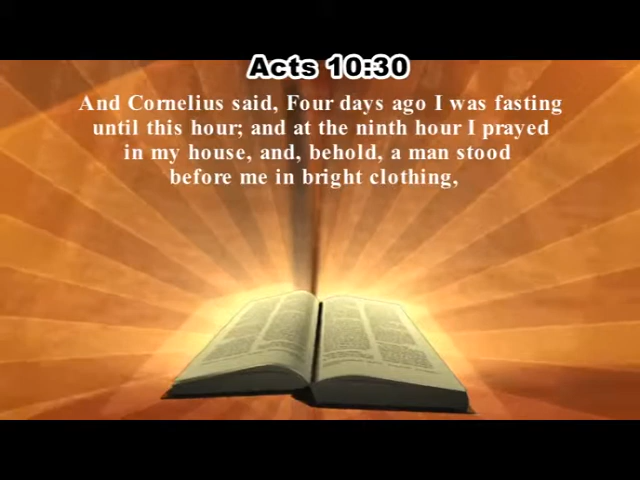 Acts 10:30
And Cornelius said, Four days ago I was fasting
until this hour; and at the ninth hour I prayed
in my house, and, behold, a man stood
before me in bright clothing,